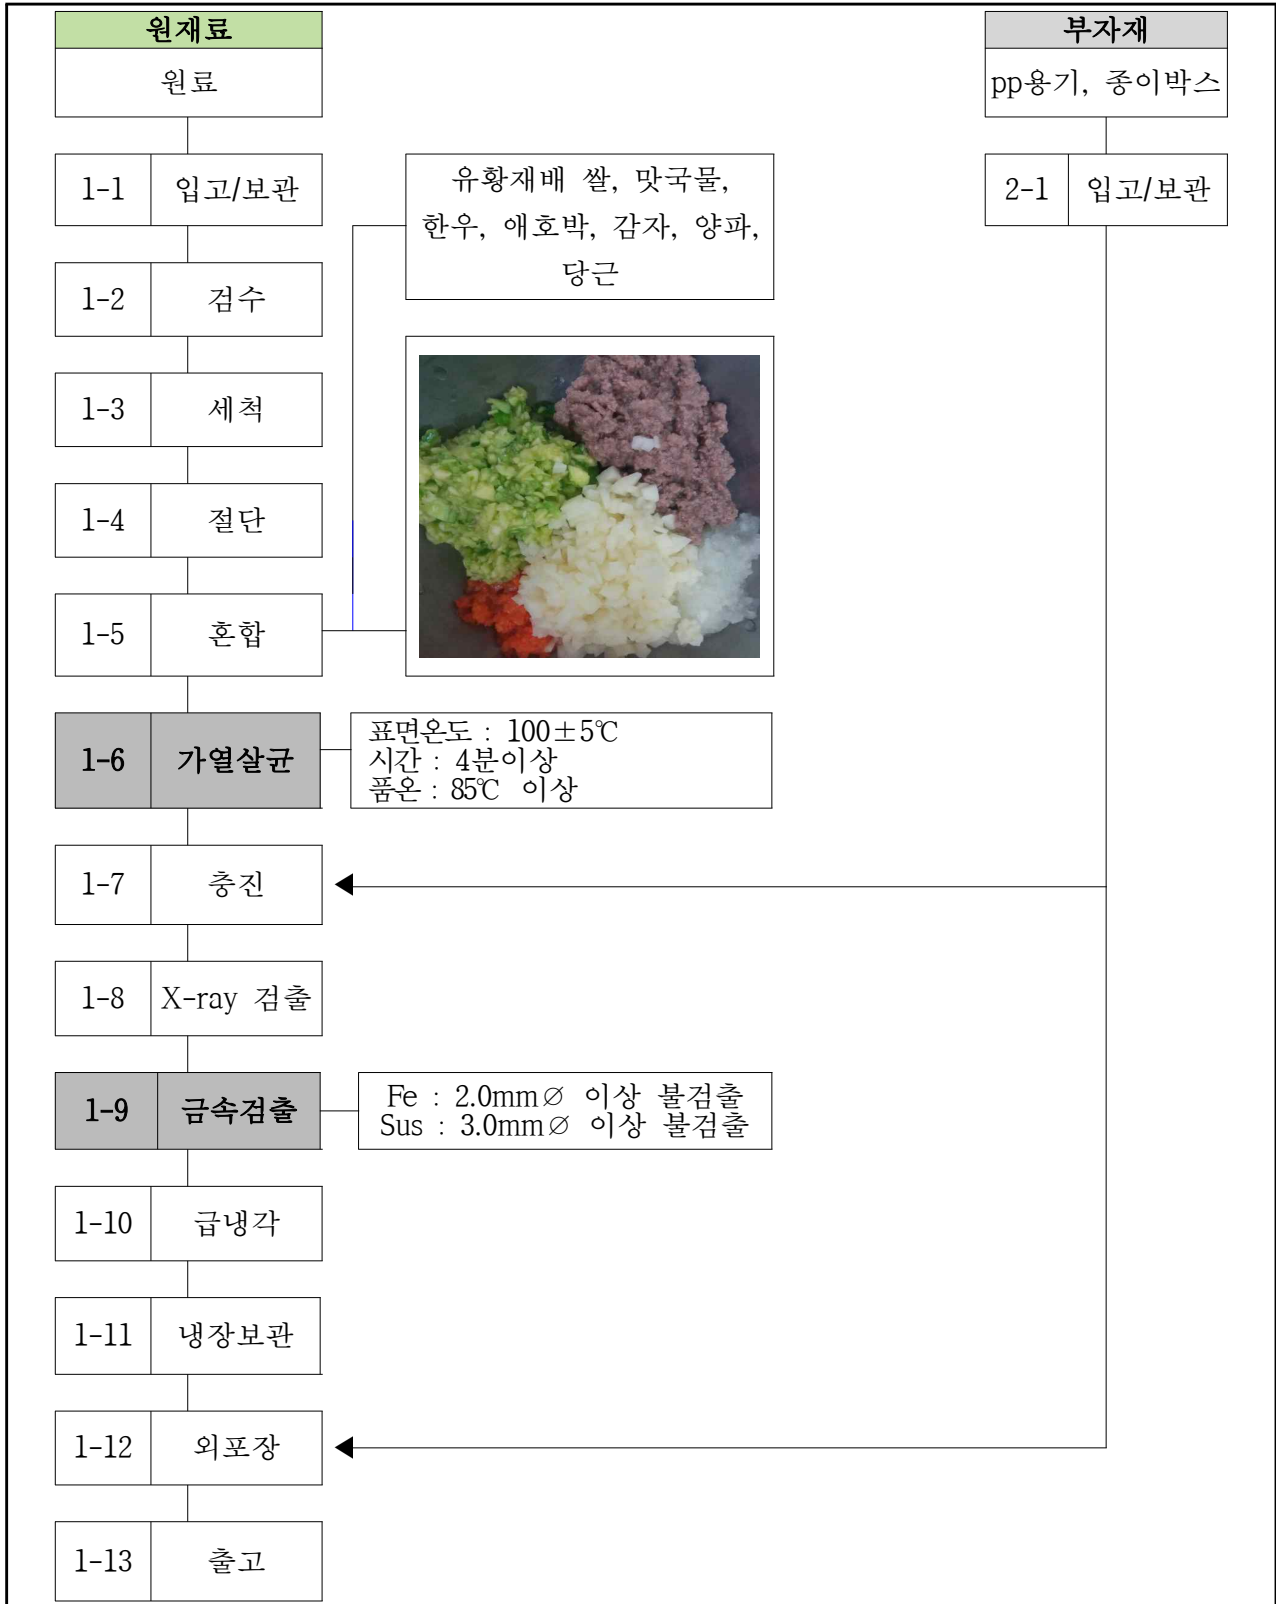 원재료
원료
부자재
pp용기, 종이박스
1-1 입고/보관
유황재배 쌀, 맛국물,
한우, 애호박, 감자, 양파,
당근
2-1 입고/보관
1-2 검수
1-3 세척
1-4 절단
1-5 혼합
1-6 가열살균
표면온도 : 100±5℃
시간 : 4분이상
품온 : 85℃ 이상
1-7 충진
1-8 X-ray 검출
1-9 금속검출
Fe : 2.0mm∅ 이상 불검출
Sus : 3.0mm∅ 이상 불검출
1-10 급냉각
1-11 냉장보관
1-12 외포장
1-13 출고